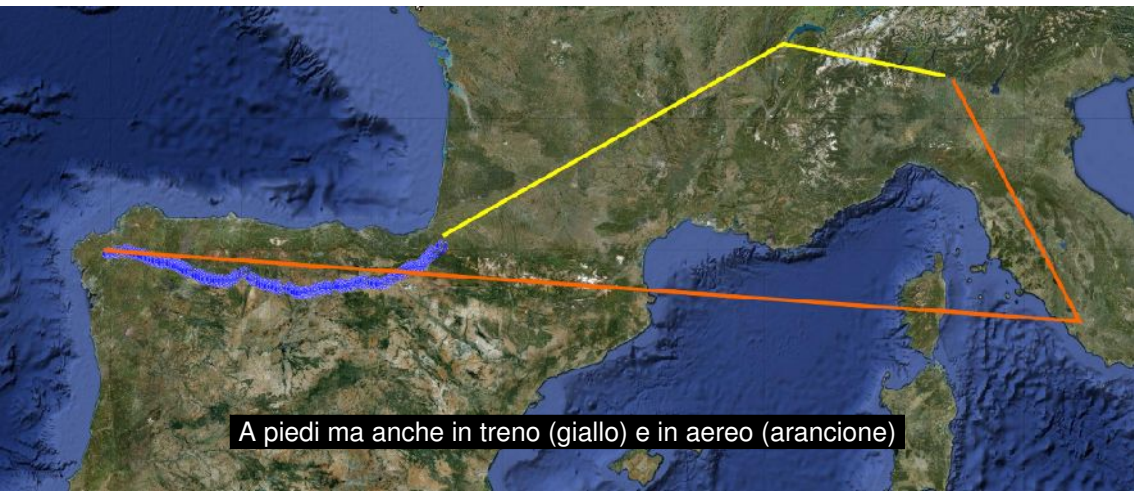 A piedi ma anche in treno (giallo) e in aereo (arancione)